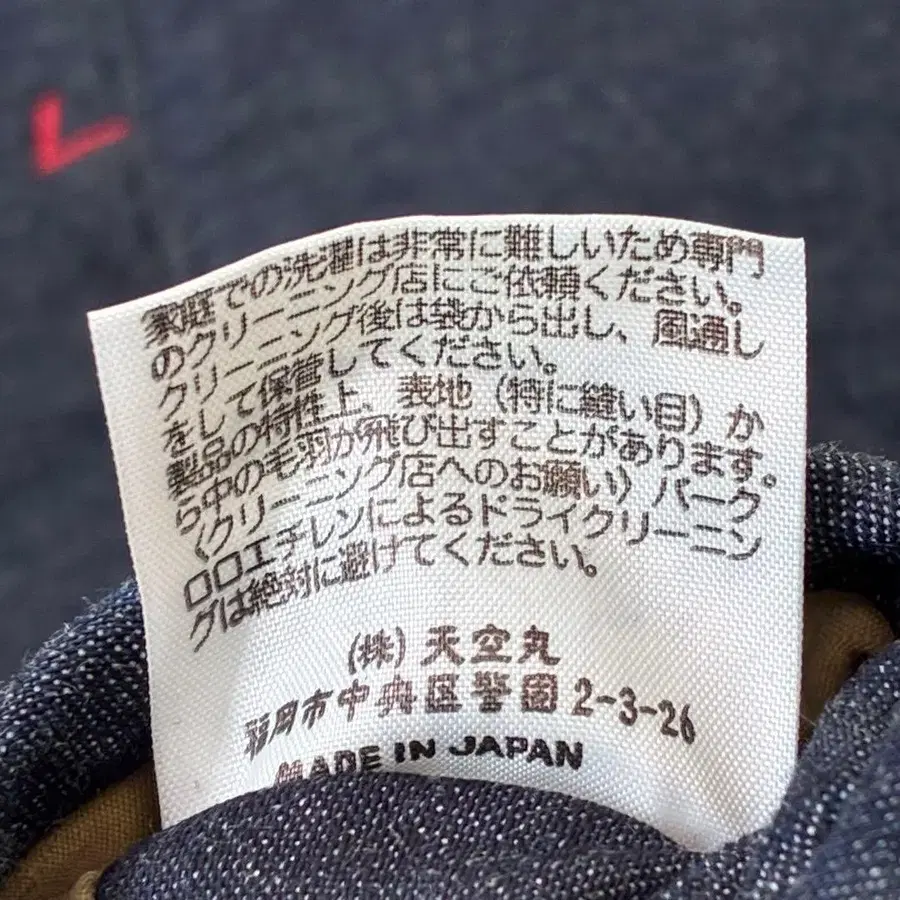 家庭での洗濯は非常に難しいため専門
のクリーニング店にご依頼ください。
クリーニング後は袋から出し、風通し
をして保管してください。
製品の特性上、表地（特に縫い目）か
ら中の毛羽が飛び出すことがあります。
〈クリーニング店へのお願い〉パーク
ロロエチレンによるドライクリーニン
グは絶対に避けてください。
(株) 天空丸
福岡市中央区警固2-3-26
MADE IN JAPAN